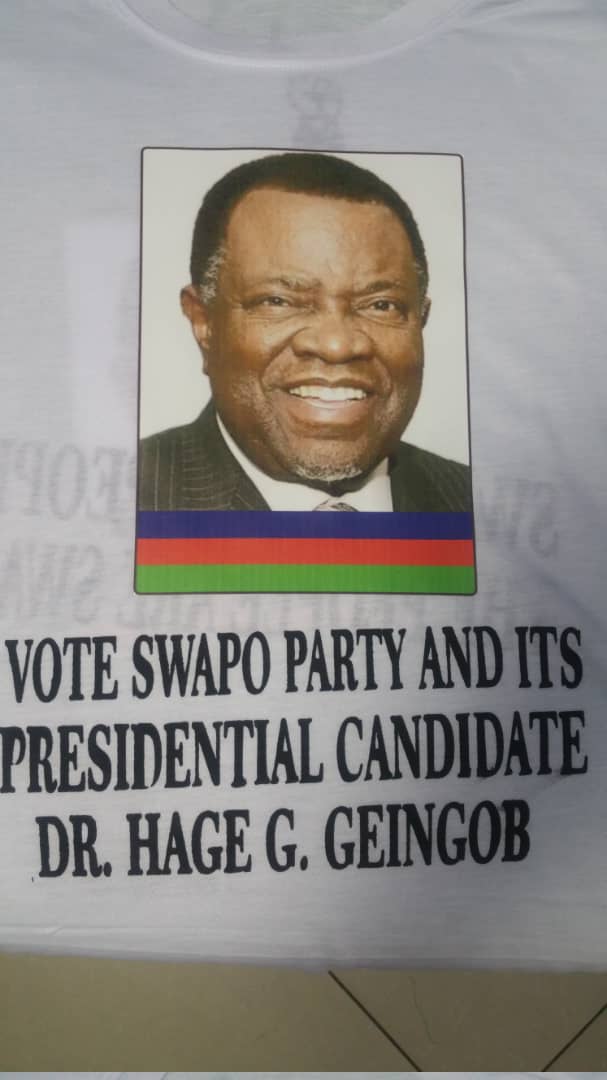 VOTE SWAPO PARTY AND ITS
PRESIDENTIAL CANDIDATE
DR. HAGE G. GEINGOB